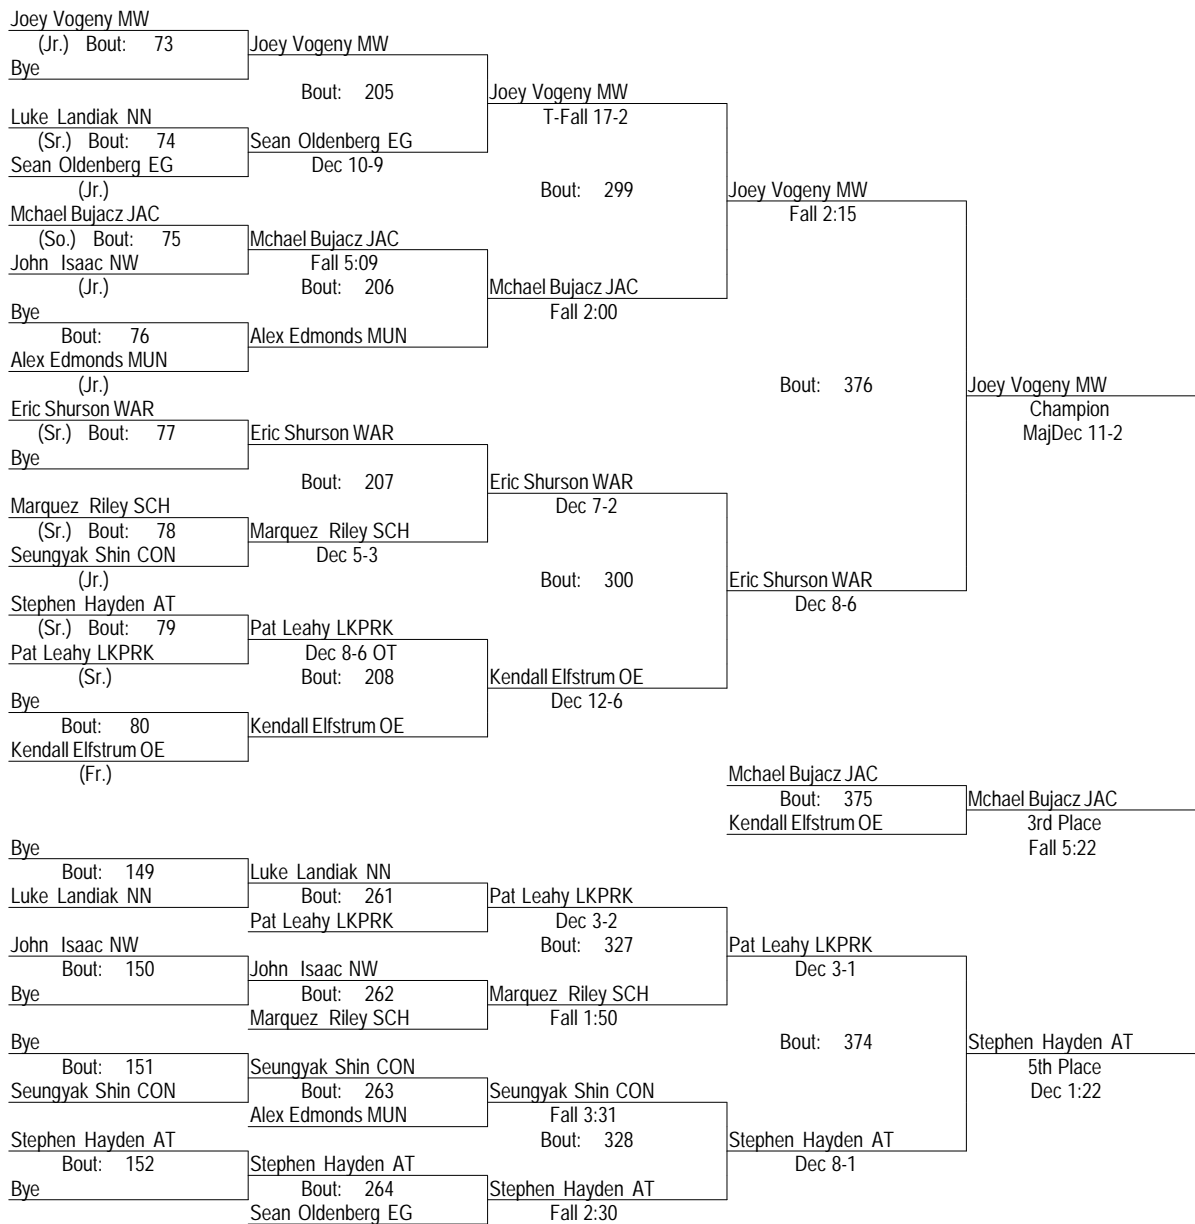 Joey Vogeny MW
(Jr.) Bout: 73
Bye
Joey Vogeny MW
Bout: 205
Luke Landiak NN
(Sr.) Bout: 74
Sean Oldenberg EG
(Jr.)
Sean Oldenberg EG
Dec 10-9
Joey Vogeny MW
T-Fall 17-2
Bout: 299
Mchael Bujacz JAC
(So.) Bout: 75
John Isaac NW
(Jr.)
Mchael Bujacz JAC
Fall 5:09
Bout: 206
Bye
Bout: 76
Alex Edmonds MUN
(Jr.)
Alex Edmonds MUN
Mchael Bujacz JAC
Fall 2:00
Joey Vogeny MW
Fall 2:15
Bout: 376
Eric Shurson WAR
(Sr.) Bout: 77
Bye
Eric Shurson WAR
Bout: 207
Marquez Riley SCH
(Sr.) Bout: 78
Seungyak Shin CON
(Jr.)
Marquez Riley SCH
Dec 5-3
Eric Shurson WAR
Dec 7-2
Bout: 300
Stephen Hayden AT
(Sr.) Bout: 79
Pat Leahy LKPRK
(Sr.)
Pat Leahy LKPRK
Dec 8-6 OT
Bout: 208
Bye
Bout: 80
Kendall Elfstrum OE
(Fr.)
Kendall Elfstrum OE
Kendall Elfstrum OE
Dec 12-6
Eric Shurson WAR
Dec 8-6
Joey Vogeny MW
Champion
MajDec 11-2
Mchael Bujacz JAC
Bout: 375
Kendall Elfstrum OE
Mchael Bujacz JAC
3rd Place
Fall 5:22
Bye
Bout: 149
Luke Landiak NN
Luke Landiak NN
Bout: 261
Pat Leahy LKPRK
Pat Leahy LKPRK
Dec 3-2
Bout: 327
John Isaac NW
Bout: 150
Bye
John Isaac NW
Bout: 262
Marquez Riley SCH
Marquez Riley SCH
Fall 1:50
Pat Leahy LKPRK
Dec 3-1
Bout: 374
Bye
Bout: 151
Seungyak Shin CON
Seungyak Shin CON
Bout: 263
Alex Edmonds MUN
Seungyak Shin CON
Fall 3:31
Bout: 328
Stephen Hayden AT
Bout: 152
Bye
Stephen Hayden AT
Bout: 264
Sean Oldenberg EG
Stephen Hayden AT
Fall 2:30
Stephen Hayden AT
Dec 8-1
Stephen Hayden AT
5th Place
Dec 1:22